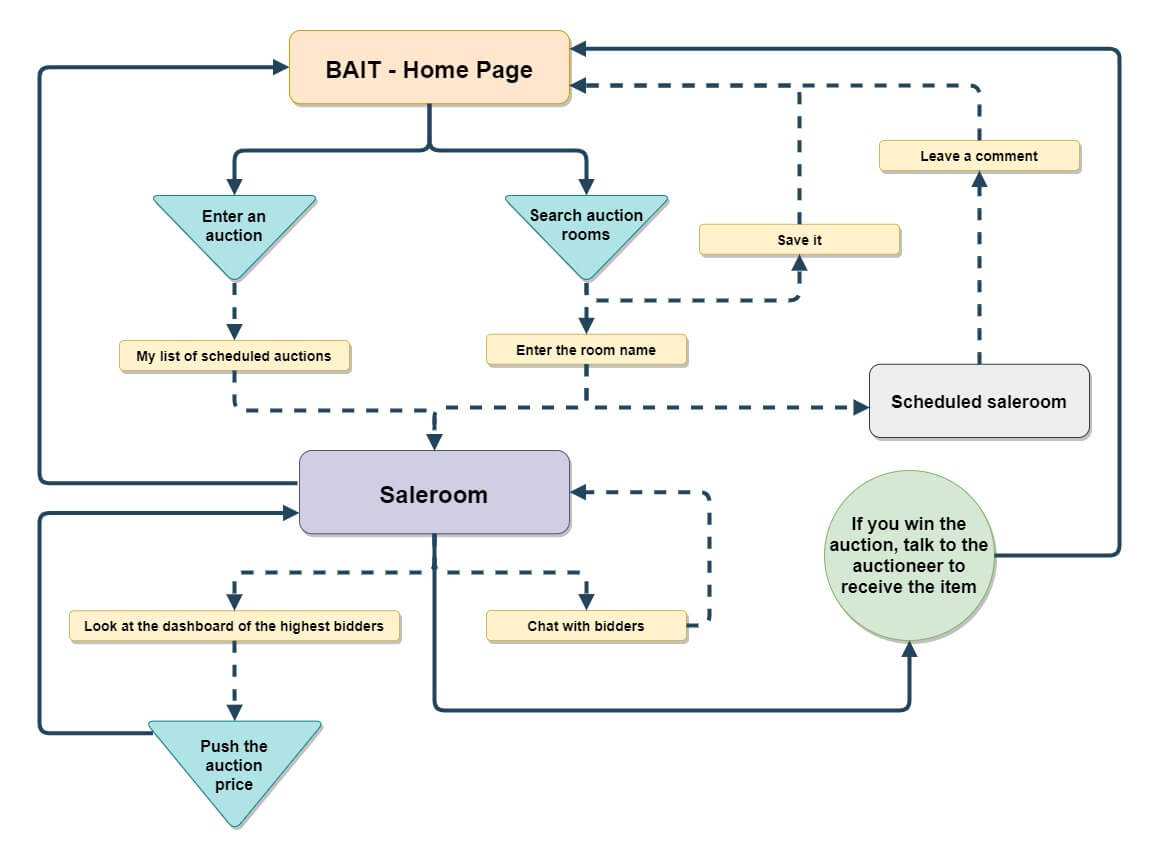 BAIT - Home Page
Leave a comment
Enter an
auction
Search auction
rooms
Save it
My list of scheduled auctions
Enter the room name
Scheduled saleroom
Saleroom
If you win the
auction, talk to the
auctioneer to
receive the item
Look at the dashboard of the highest bidders
Chat with bidders
Push the
auction
price